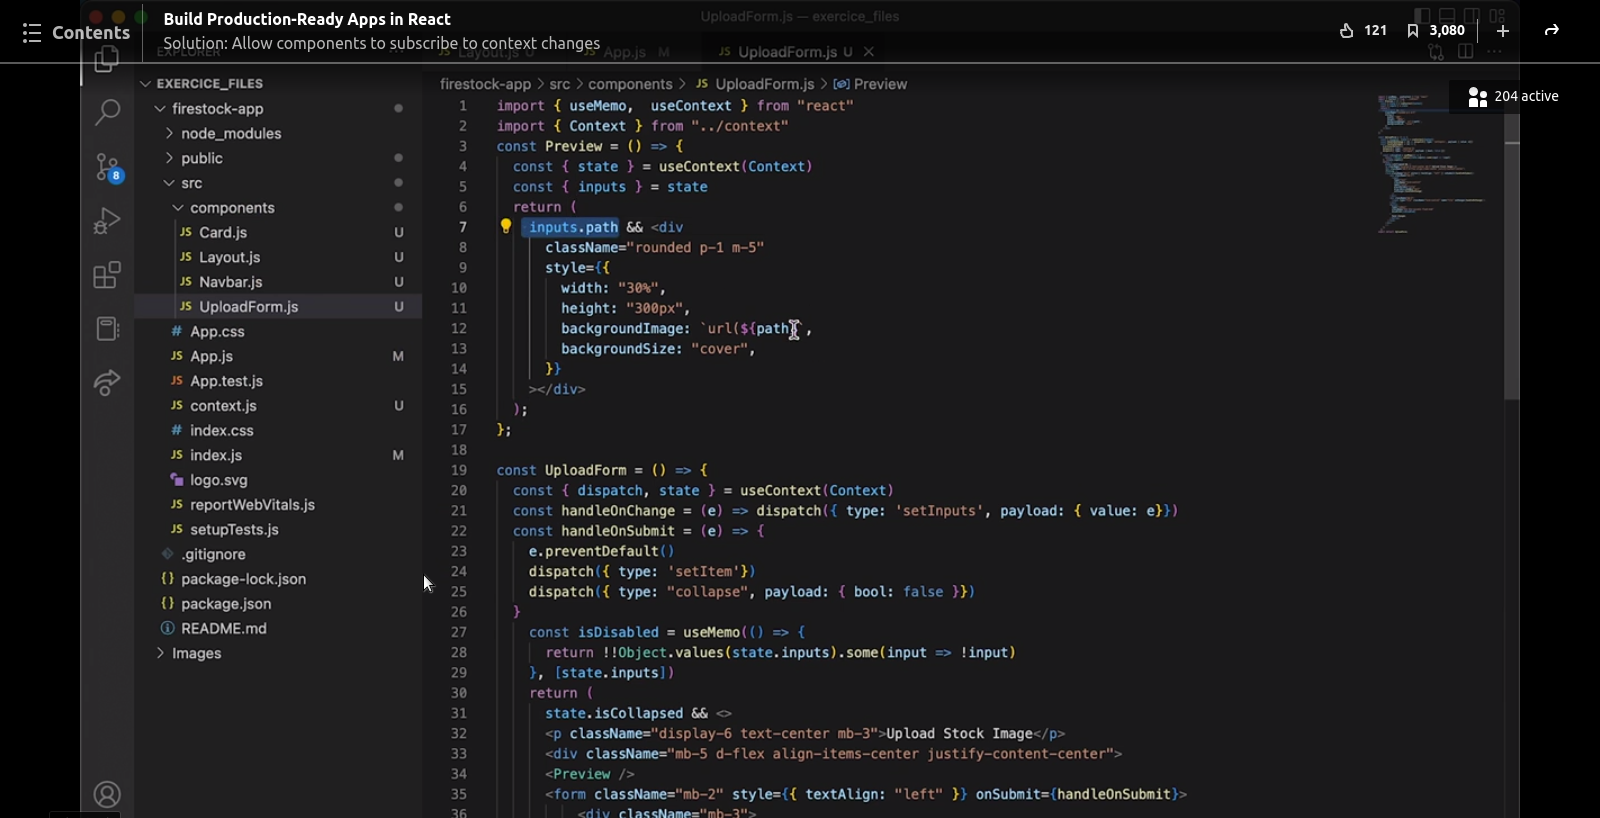 Contents
Build Production-Ready Apps in React
Solution: Allow components to subscribe to context changes
121
3,080
204 active
UploadForm.js — exercice_files
EXPLORER
Layout.js U
App.js M
UploadForm.js U
firestock-app > src > components > JS UploadForm.js > Preview
8
EXERCICE_FILES
firestock-app
node_modules
public
src
components
JS Card.js U
JS Layout.js U
JS Navbar.js U
JS UploadForm.js U
# App.css
JS App.js M
JS App.test.js
JS context.js U
# index.css
JS index.js M
logo.svg
JS reportWebVitals.js
JS setupTests.js
.gitignore
{} package-lock.json
{} package.json
README.md
Images
1 import { useMemo,  useContext } from "react"
2 import { Context } from "../context"
3 const Preview = () => {
4 const { state } = useContext(Context)
5 const { inputs } = state
6 return (
7 inputs.path && <div
8 className="rounded p-1 m-5"
9 style={{
10 width: "30%",
11 height: "300px",
12 backgroundImage: `url(${path}`,
13 backgroundSize: "cover",
14 }}
15 ></div>
16 );
17 };
18
19 const UploadForm = () => {
20 const { dispatch, state } = useContext(Context)
21 const handleOnChange = (e) => dispatch({ type: 'setInputs', payload: { value: e}})
22 const handleOnSubmit = (e) => {
23 e.preventDefault()
24 dispatch({ type: 'setItem'})
25 dispatch({ type: "collapse", payload: { bool: false }})
26 }
27 const isDisabled = useMemo(() => {
28 return !!Object.values(state.inputs).some(input => !input)
29 }, [state.inputs])
30 return (
31 state.isCollapsed && <>
32 <p className="display-6 text-center mb-3">Upload Stock Image</p>
33 <div className="mb-5 d-flex align-items-center justify-content-center">
34 <Preview />
35 <form className="mb-2" style={{ textAlign: "left" }} onSubmit={handleOnSubmit}>
36 <div className="mb-3">